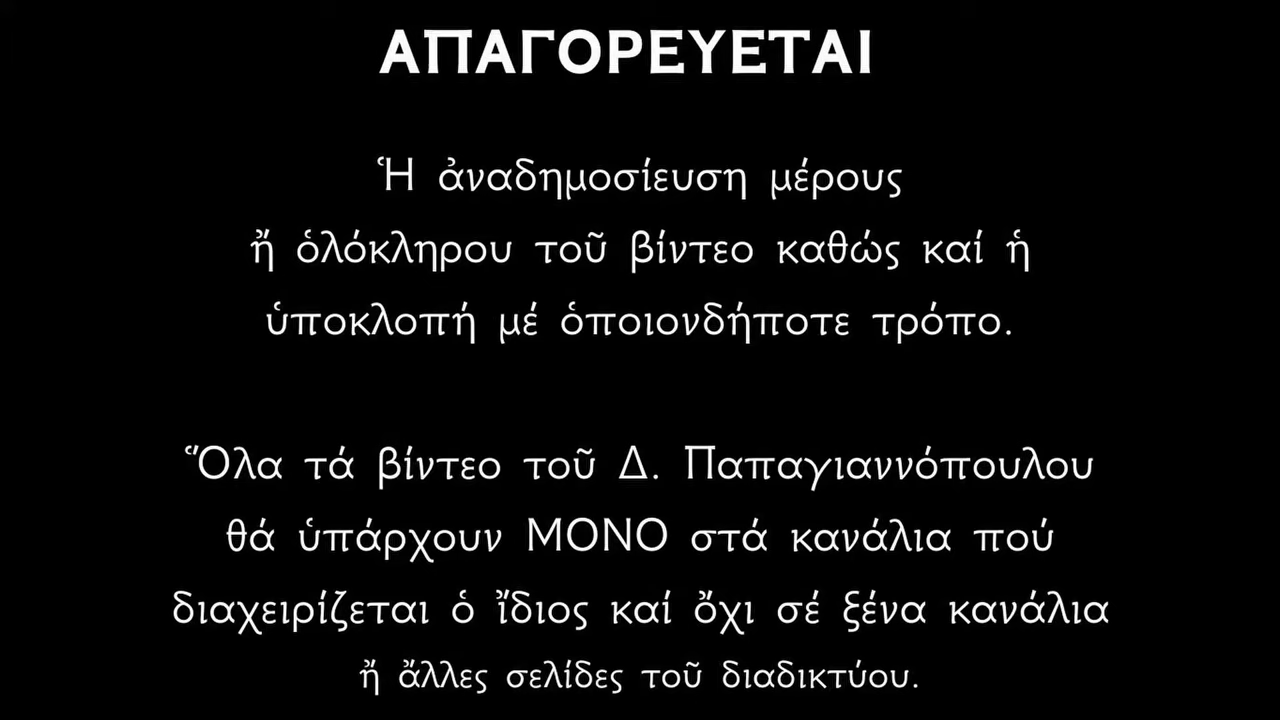 ΑΠΑΓΟΡΕΥΕΤΑΙ
Ἡ ἀναδημοσίευση μέρους
ἤ ὁλόκληρου τοῦ βίντεο καθώς καί ἡ
ὑποκλοπή μέ ὁποιονδήποτε τρόπο.
Ὅλα τά βίντεο τοῦ Δ. Παπαγιαννόπουλου
θά ὑπάρχουν ΜΟΝΟ στά κανάλια πού
διαχειρίζεται ὁ ἴδιος καί ὄχι σέ ξένα κανάλια
ἤ ἄλλες σελίδες τοῦ διαδικτύου.